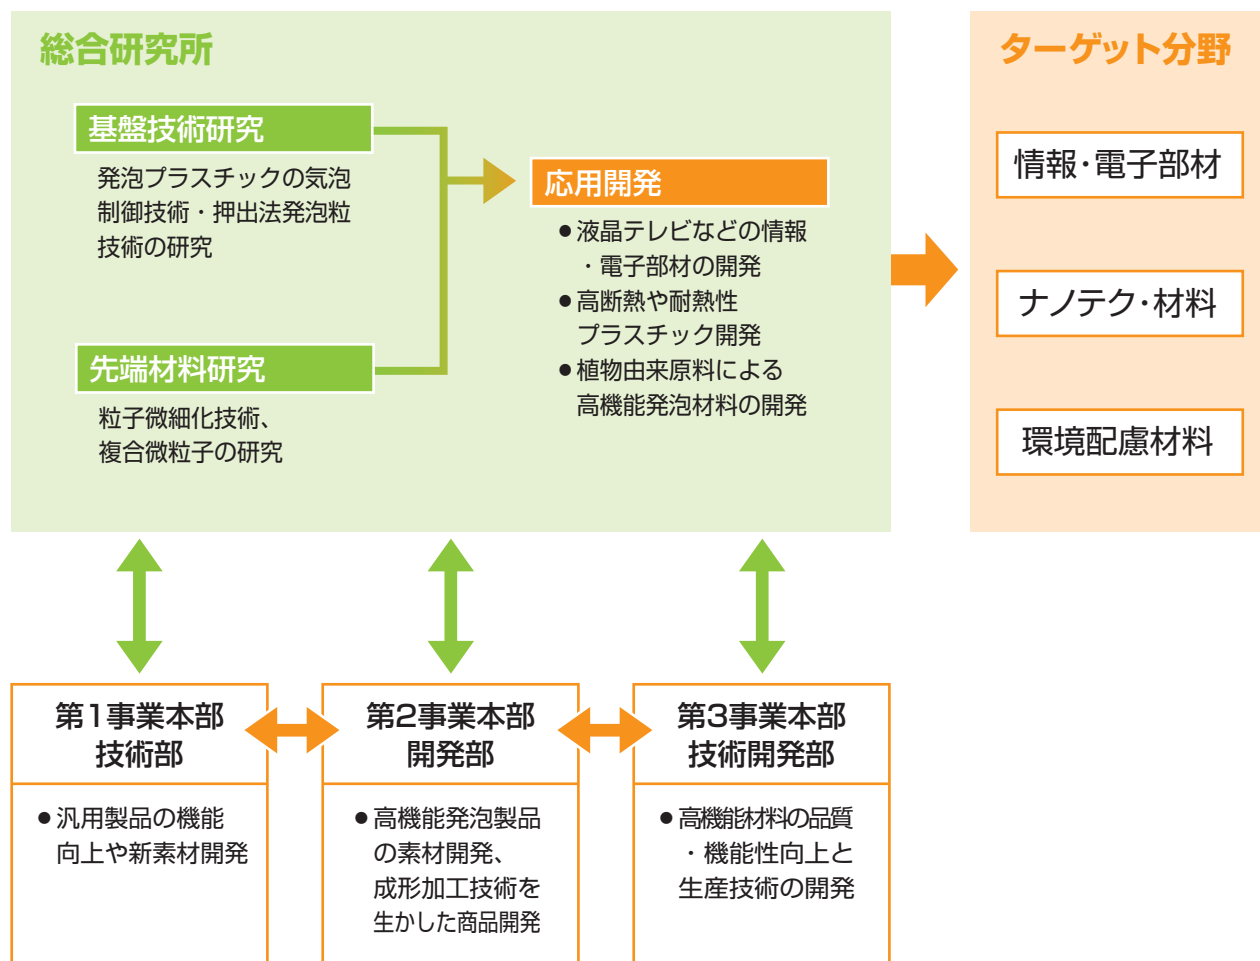 総合研究所
基盤技術研究
発泡プラスチックの気泡
制御技術・押出法発泡粒
技術の研究
先端材料研究
粒子微細化技術、
複合微粒子の研究
応用開発
●液晶テレビなどの情報
・電子部材の開発
●高断熱や耐熱性
プラスチック開発
●植物由来原料による
高機能発泡材料の開発
ターゲット分野
情報・電子部材
ナノテク・材料
環境配慮材料
第1事業本部
技術部
●汎用製品の機能
向上や新素材開発
第2事業本部
開発部
●高機能発泡製品
の素材開発、
成形加工技術を
生かした商品開発
第3事業本部
技術開発部
●高機能材料の品質
・機能性向上と
生産技術の開発